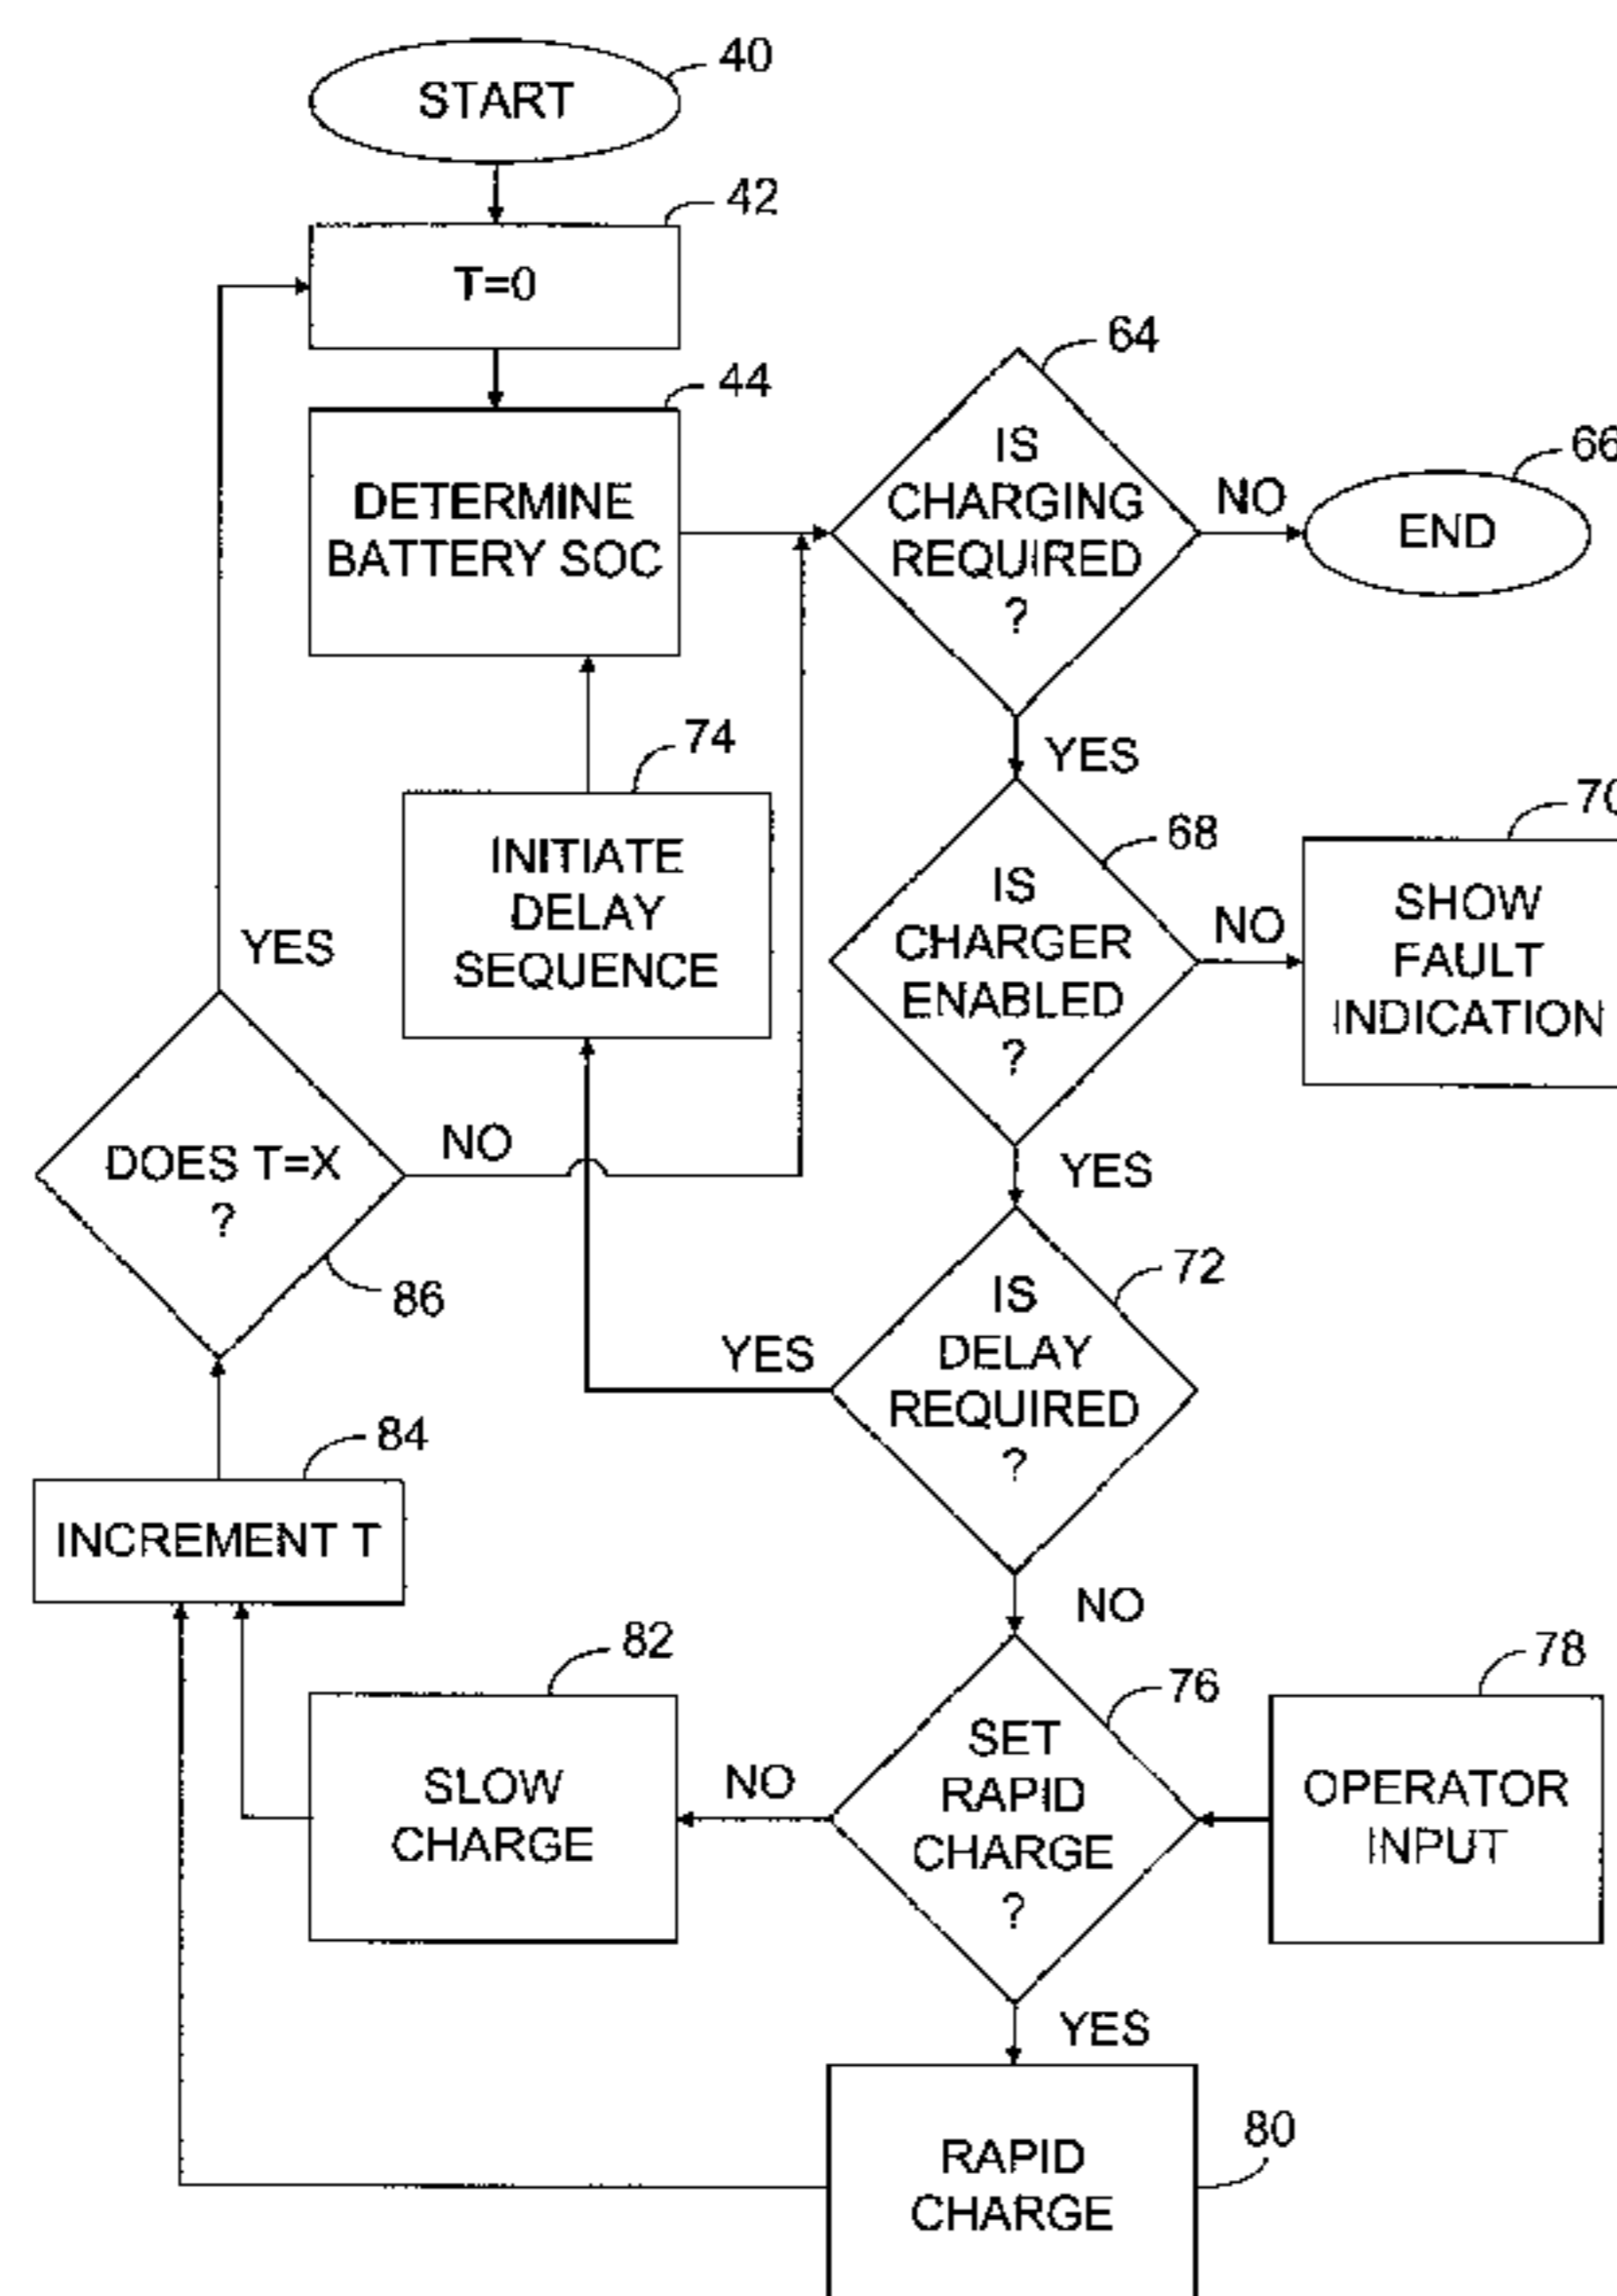 START
40
42
T=0
44
DETERMINE
BATTERY SOC
64
IS
CHARGING
REQUIRED
?
NO
66
END
YES
74
INITIATE
DELAY
SEQUENCE
68
IS
CHARGER
ENABLED
?
NO
70
SHOW
FAULT
INDICATION
YES
DOES T=X
?
NO
86
YES
72
IS
DELAY
REQUIRED
?
YES
84
INCREMENT T
NO
82
SLOW
CHARGE
NO
76
SET
RAPID
CHARGE
?
78
OPERATOR
INPUT
YES
80
RAPID
CHARGE